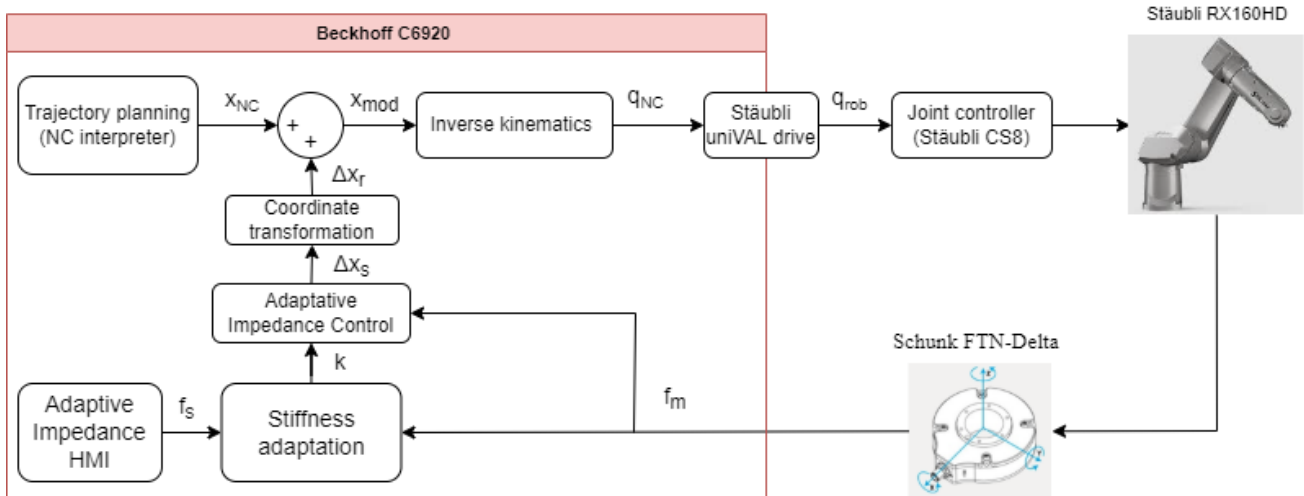 Beckhoff C6920
Stäubli RX160HD
Trajectory planning
(NC interpreter)
x_NC
+
+
x_mod
Inverse kinematics
q_NC
Stäubli
uniVAL drive
q_rob
Joint controller
(Stäubli CS8)
Δx_r
Coordinate
transformation
Δx_s
Adaptative
Impedance Control
k
Adaptive
Impedance
HMI
f_s
Stiffness
adaptation
f_m
Schunk FTN-Delta